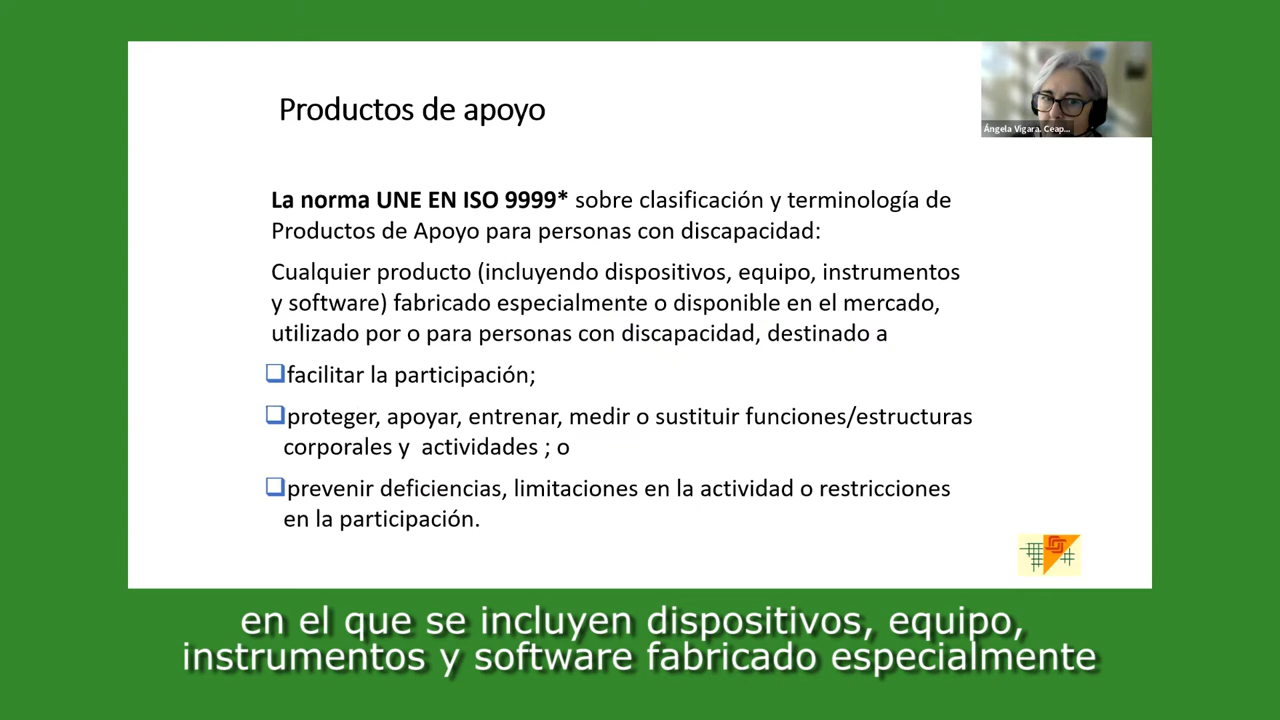 Productos de apoyo
Ángela Vigara. Ceap...
La norma UNE EN ISO 9999* sobre clasificación y terminología de
Productos de Apoyo para personas con discapacidad:
Cualquier producto (incluyendo dispositivos, equipo, instrumentos
y software) fabricado especialmente o disponible en el mercado,
utilizado por o para personas con discapacidad, destinado a
facilitar la participación;
proteger, apoyar, entrenar, medir o sustituir funciones/estructuras
corporales y  actividades ; o
prevenir deficiencias, limitaciones en la actividad o restricciones
en la participación.
en el que se incluyen dispositivos, equipo,
instrumentos y software fabricado especialmente